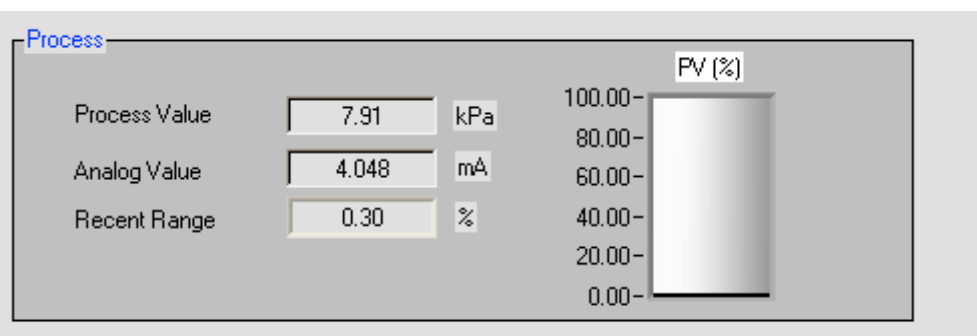 Process
Process Value 7.91 kPa
Analog Value 4.048 mA
Recent Range 0.30 %
PV (%)
100.00
80.00
60.00
40.00
20.00
0.00